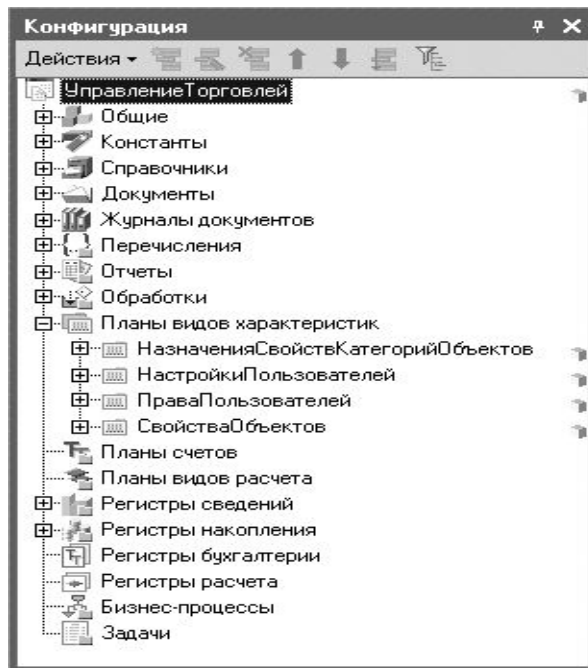 Конфигурация
Действия
УправлениеТорговлей
Общие
Константы
Справочники
Документы
Журналы документов
Перечисления
Отчеты
Обработки
Планы видов характеристик
НазначенияСвойствКатегорийОбъектов
НастройкиПользователей
ПраваПользователей
СвойстваОбъектов
Планы счетов
Планы видов расчета
Регистры сведений
Регистры накопления
Регистры бухгалтерии
Регистры расчета
Бизнес-процессы
Задачи